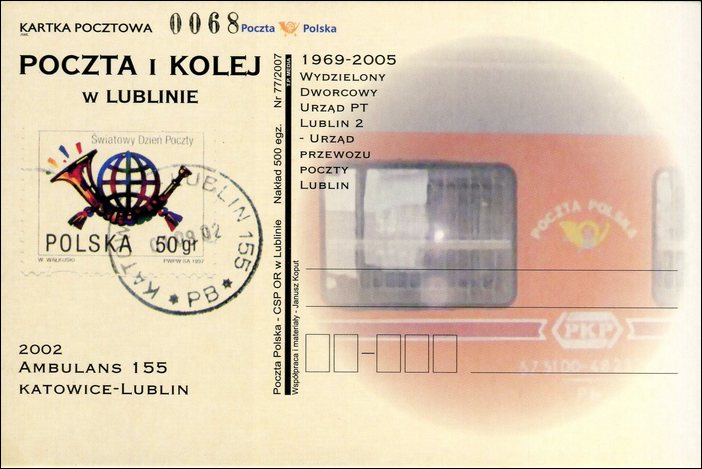 KARTKA POCZTOWA
0068
Poczta Polska
POCZTA I KOLEJ
W LUBLINIE
Światowy Dzień Poczty
POLSKA 50 gr
W. WAŁKUSKI
PWPW SA 1997
LUBLIN 155
02
* PB *
2002
AMBULANS 155
KATOWICE-LUBLIN
Poczta Polska - CSP OR w Lublinie Nakład 500 egz. Nr 77/2007
Współpraca i materiały - Janusz Koput
1969-2005
WYDZIELONY
DWORCOWY
URZĄD PT
LUBLIN 2
- URZĄD
PRZEWOZU
POCZTY
LUBLIN
POCZTA POLSKA
PKP